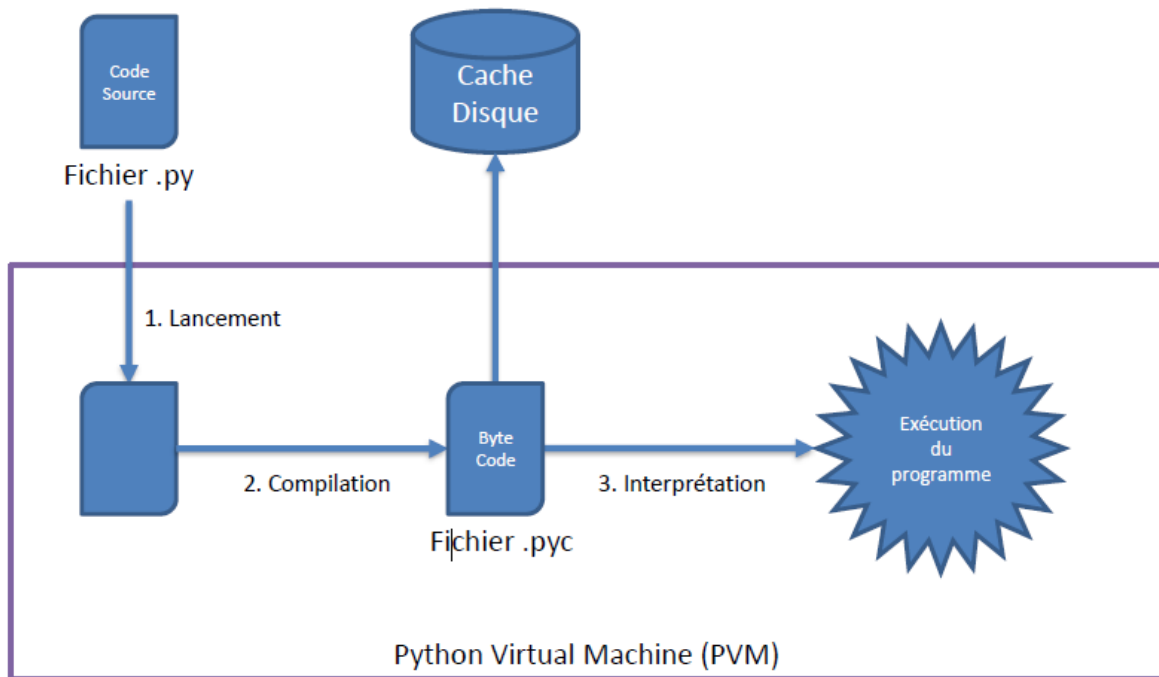 Code
Source
Fichier .py
Cache
Disque
1. Lancement
2. Compilation
Byte
Code
Fichier .pyc
3. Interprétation
Exécution
du
programme
Python Virtual Machine (PVM)